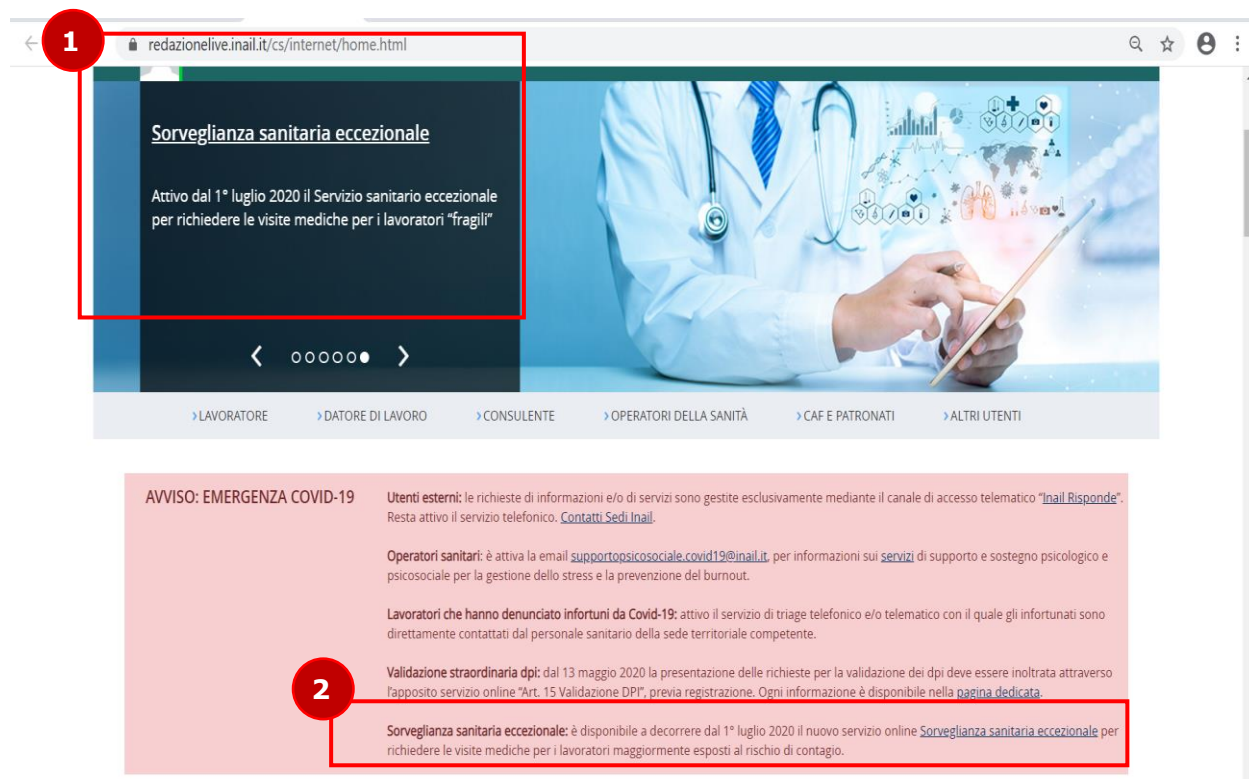 1
redazionelive.inail.it/cs/internet/home.html
Sorveglianza sanitaria eccezionale
Attivo dal 1° luglio 2020 il Servizio sanitario eccezionale
per richiedere le visite mediche per i lavoratori “fragili”
LAVORATORE
DATORE DI LAVORO
CONSULENTE
OPERATORI DELLA SANITÀ
CAF E PATRONATI
ALTRI UTENTI
AVVISO: EMERGENZA COVID-19
Utenti esterni: le richieste di informazioni e/o di servizi sono gestite esclusivamente mediante il canale di accesso telematico “Inail Risponde”.
Resta attivo il servizio telefonico. Contatti Sedi Inail.
Operatori sanitari: è attiva la email supportopsicosociale.covid19@inail.it, per informazioni sui servizi di supporto e sostegno psicologico e
psicosociale per la gestione dello stress e la prevenzione del burnout.
Lavoratori che hanno denunciato infortuni da Covid-19: attivo il servizio di triage telefonico e/o telematico con il quale gli infortunati sono
direttamente contattati dal personale sanitario della sede territoriale competente.
Validazione straordinaria dpi: dal 13 maggio 2020 la presentazione delle richieste per la validazione dei dpi deve essere inoltrata attraverso
l'apposito servizio online “Art. 15 Validazione DPI”, previa registrazione. Ogni informazione è disponibile nella pagina dedicata.
2
Sorveglianza sanitaria eccezionale: è disponibile a decorrere dal 1° luglio 2020 il nuovo servizio online Sorveglianza sanitaria eccezionale per
richiedere le visite mediche per i lavoratori maggiormente esposti al rischio di contagio.